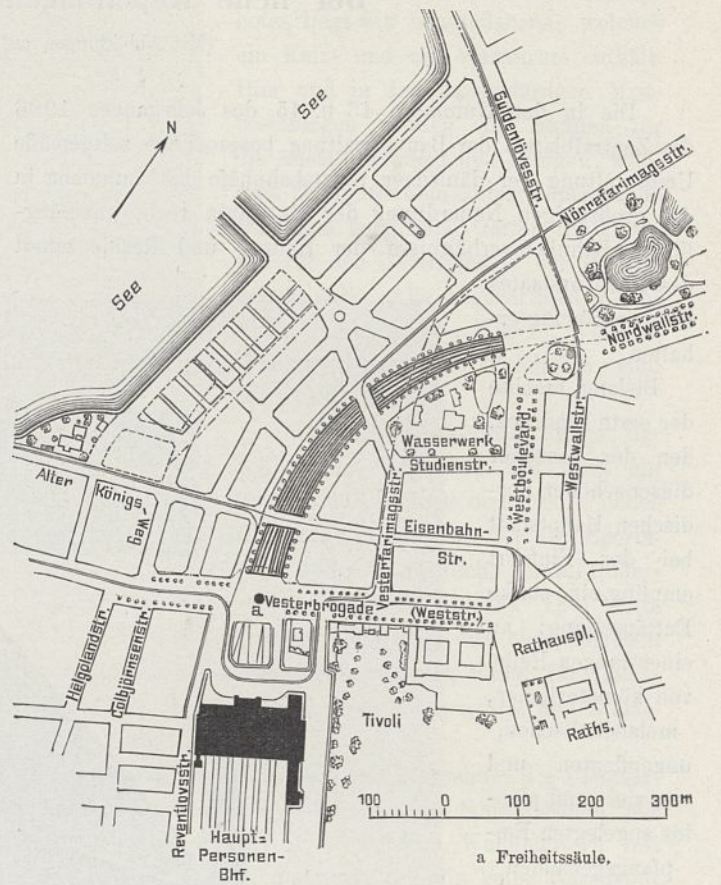 See
Guldenlövesstr.
N
Nörrefarimagsstr.
See
Nordwallstr.
Wasserwerk
Studienstr.
Westboulevard
Westwallstr.
Alter
Königs-
Weg
Vesterfarimagsstr.
Eisenbahn-
Str.
a
Vesterbrogade
(Weststr.)
Helgolandstr.
Colbjörnsenstr.
Rathauspl.
Tivoli
Raths.
Reventlovsstr.
100 0 100 200 300m
Haupt-
Personen-
Bhf.
a Freiheitssäule.